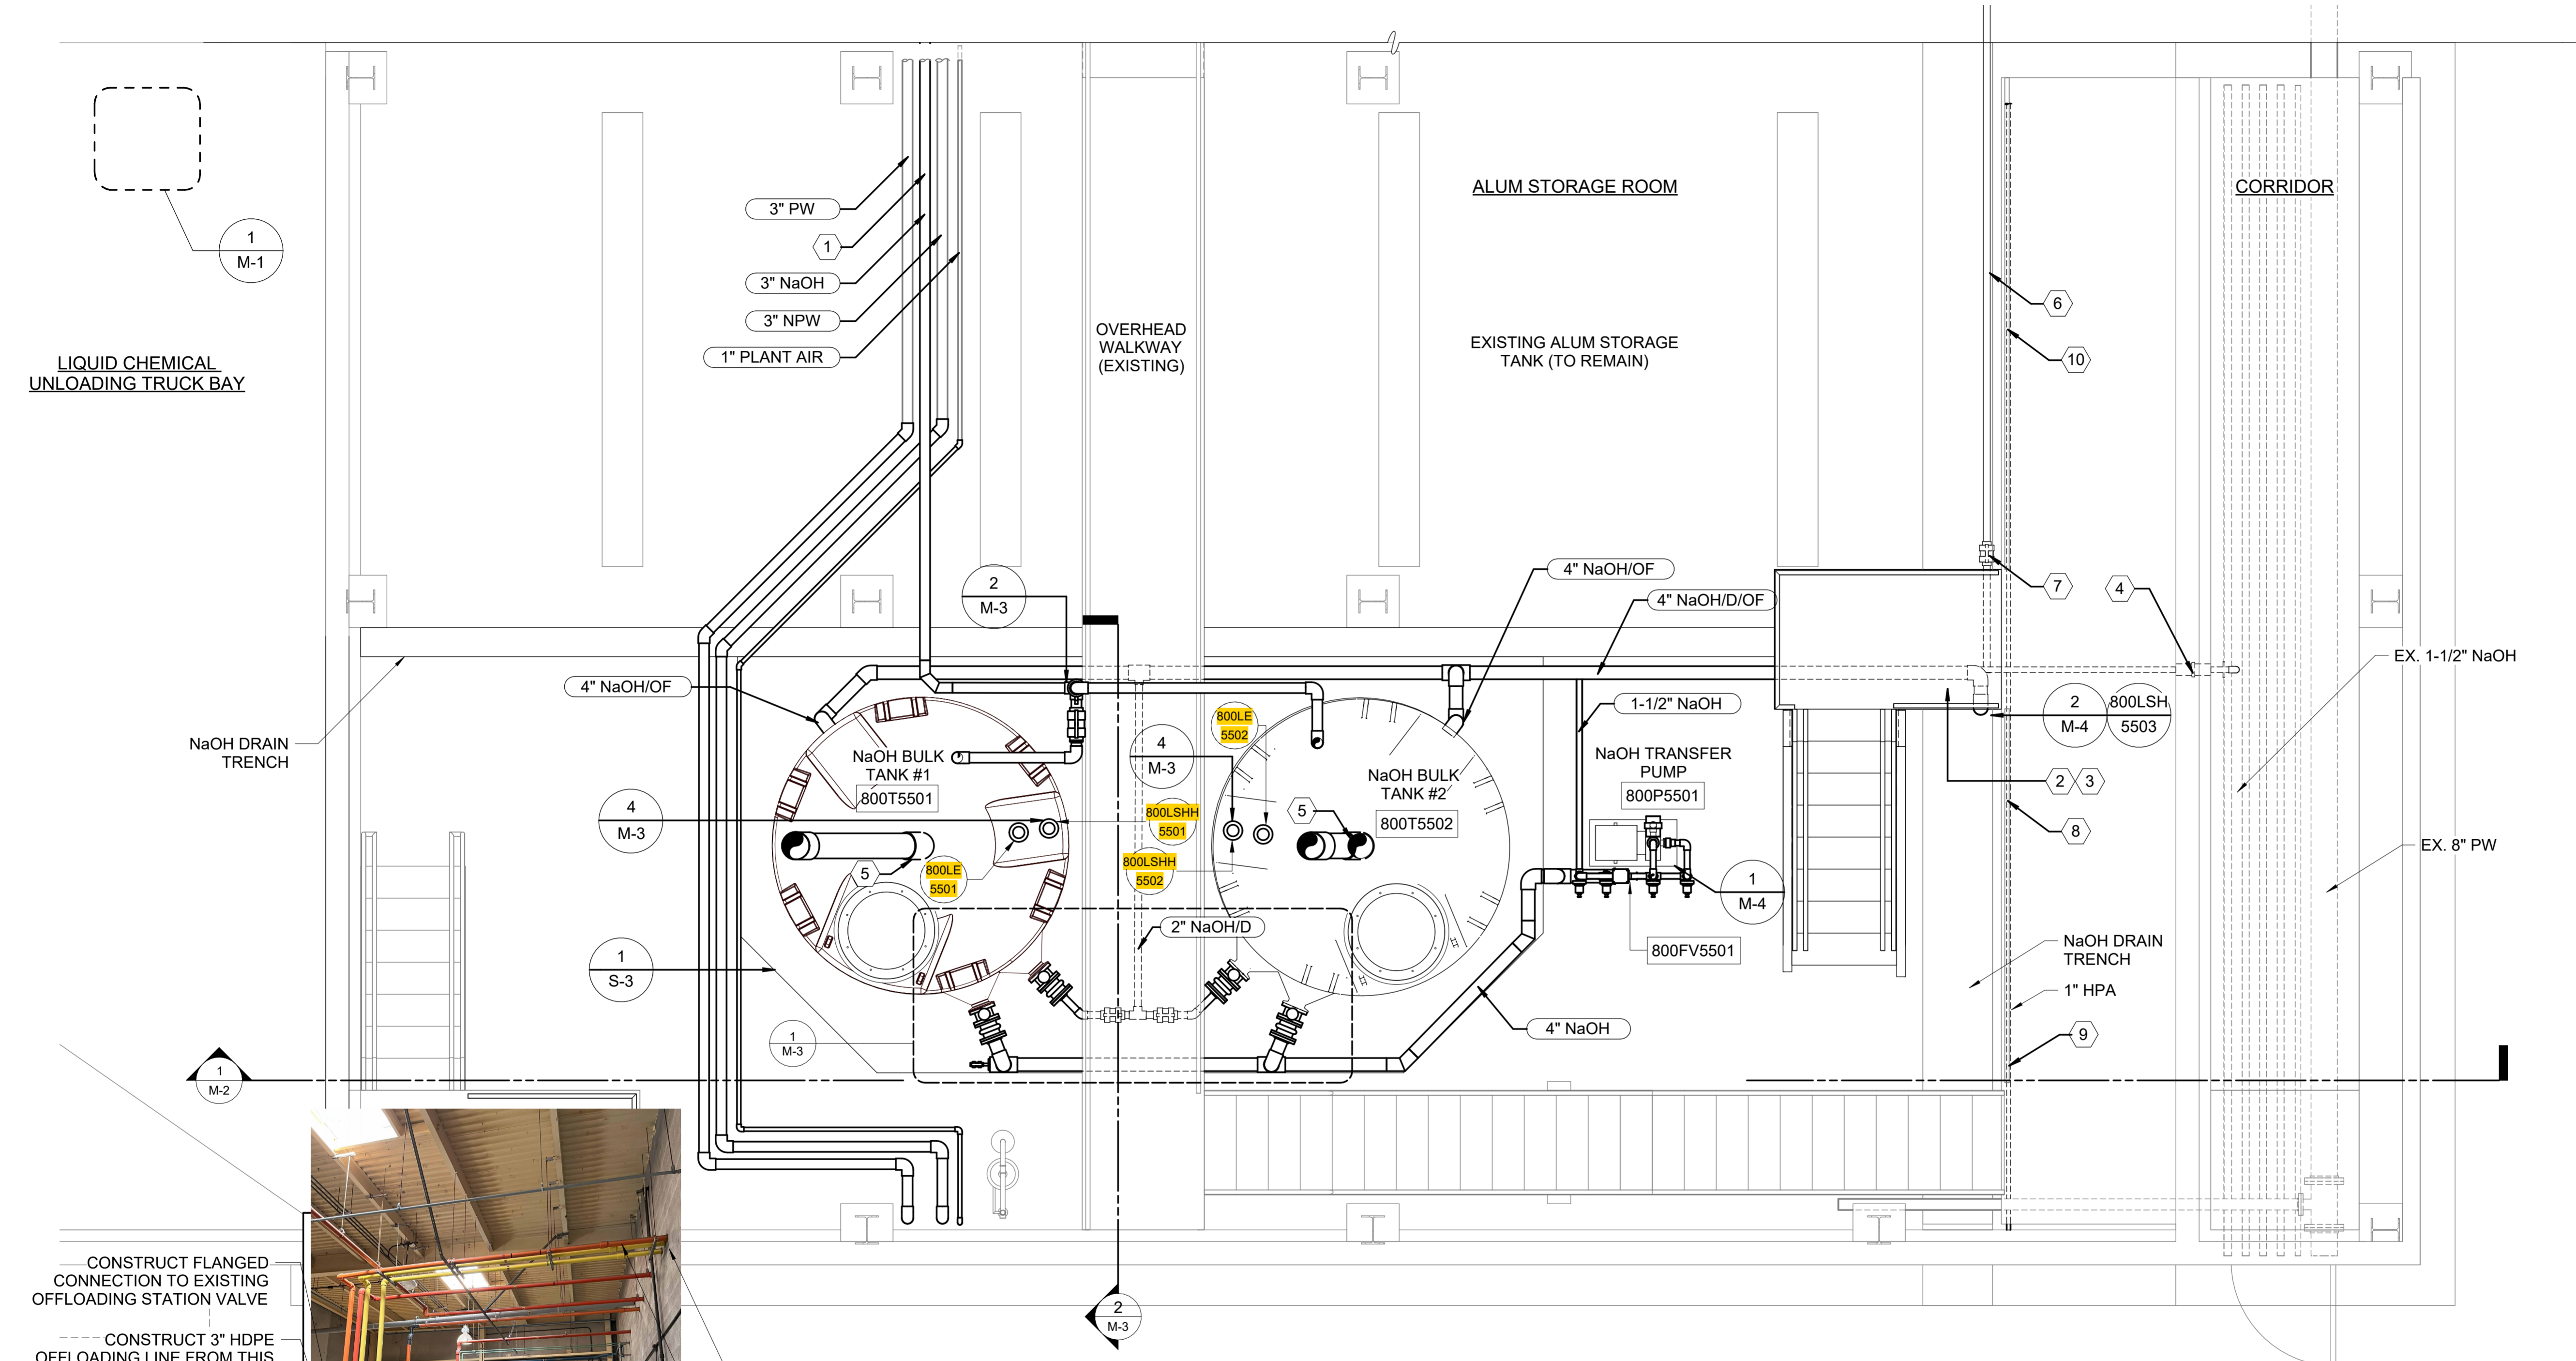 ALUM STORAGE ROOM
CORRIDOR
1
M-1
3" PW
1
3" NaOH
3" NPW
1" PLANT AIR
LIQUID CHEMICAL
UNLOADING TRUCK BAY
OVERHEAD
WALKWAY
(EXISTING)
EXISTING ALUM STORAGE
TANK (TO REMAIN)
6
10
7
4
2
M-3
4" NaOH/OF
4" NaOH/D/OF
EX. 1-1/2" NaOH
4" NaOH/OF
1-1/2" NaOH
2
M-4
800LSH
5503
NaOH DRAIN
TRENCH
NaOH BULK
TANK #1
800T5501
4
M-3
800LE
5502
NaOH BULK
TANK #2
800T5502
NaOH TRANSFER
PUMP
800P5501
2
3
4
M-3
800LSHH
5501
5
8
EX. 8" PW
5
800LE
5501
800LSHH
5502
1
M-4
2" NaOH/D
800FV5501
NaOH DRAIN
TRENCH
1
S-3
1" HPA
1
M-3
4" NaOH
9
1
M-2
CONSTRUCT FLANGED
CONNECTION TO EXISTING
OFFLOADING STATION VALVE
2
M-3
CONSTRUCT 3" HDPE
OFFLOADING LINE FROM THIS